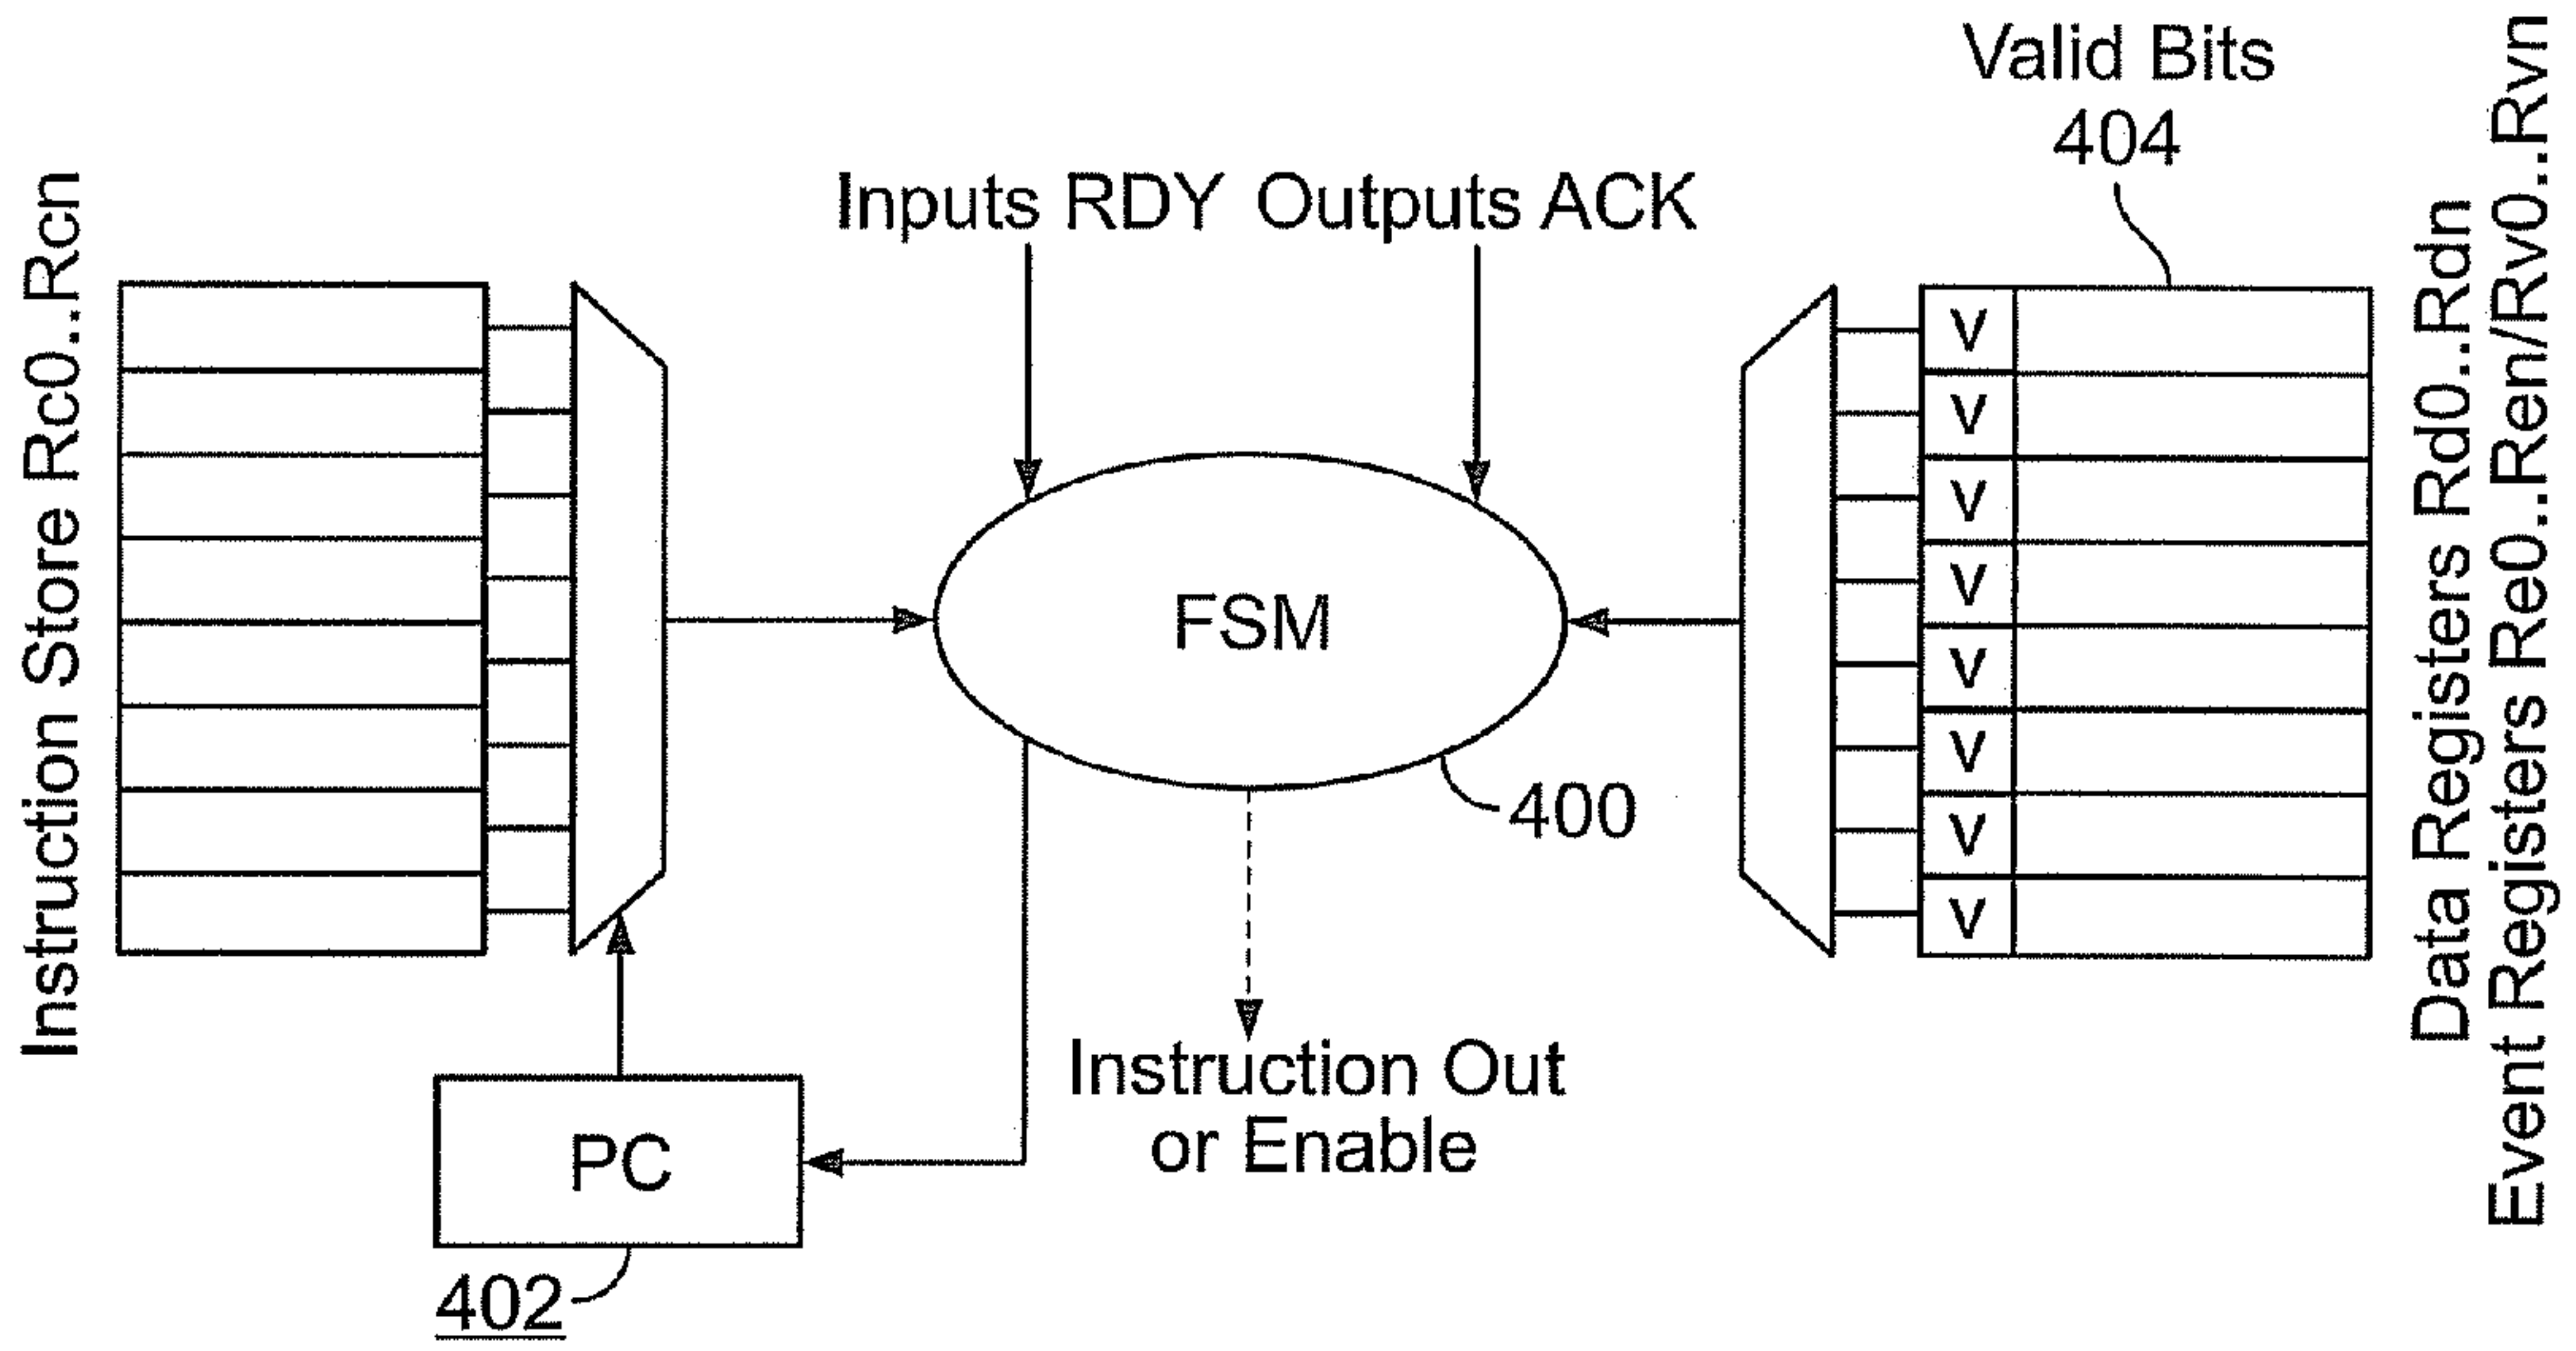 Valid Bits
404
Inputs RDY Outputs ACK
Instruction Store Rc0..Rcn
V
V
V
V
V
V
V
V
Data Registers Rd0..Rdn
Event Registers Re0..Ren/Rv0..Rvn
FSM
400
Instruction Out
or Enable
PC
402